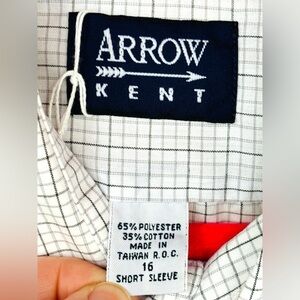 ARROW
KENT
65% POLYESTER
35% COTTON
MADE IN
TAIWAN R.O.C.
16
SHORT SLEEVE